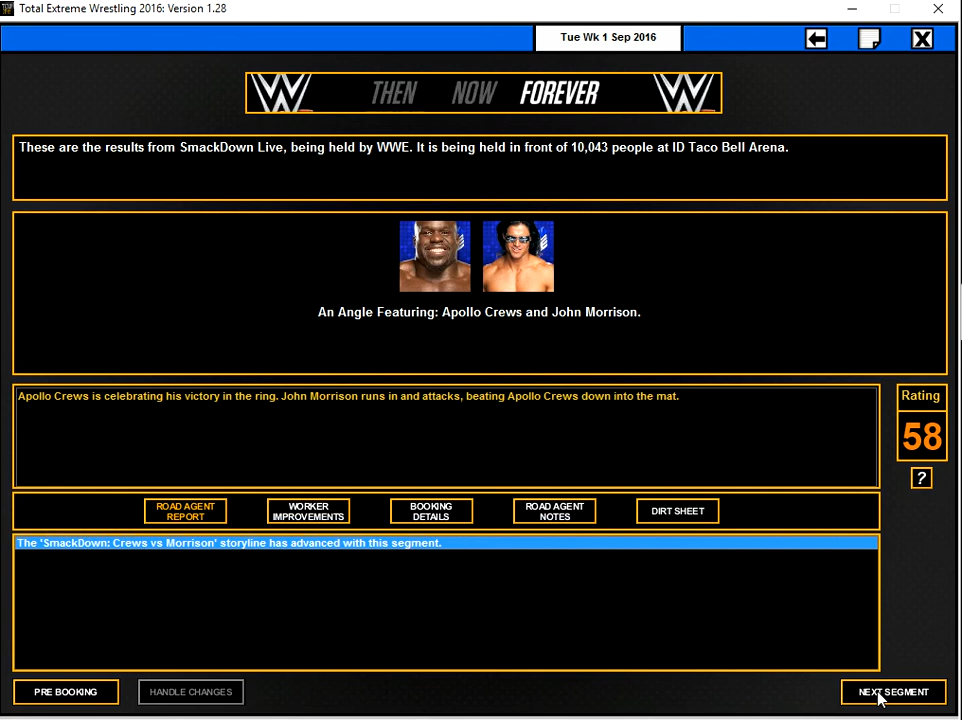 Total Extreme Wrestling 2016: Version 1.28
Tue Wk 1 Sep 2016
THEN NOW FOREVER
These are the results from SmackDown Live, being held by WWE. It is being held in front of 10,043 people at ID Taco Bell Arena.
An Angle Featuring: Apollo Crews and John Morrison.
Apollo Crews is celebrating his victory in the ring. John Morrison runs in and attacks, beating Apollo Crews down into the mat.
Rating
58
?
ROAD AGENT REPORT
WORKER IMPROVEMENTS
BOOKING DETAILS
ROAD AGENT NOTES
DIRT SHEET
The 'SmackDown: Crews vs Morrison' storyline has advanced with this segment.
PRE BOOKING
HANDLE CHANGES
NEXT SEGMENT